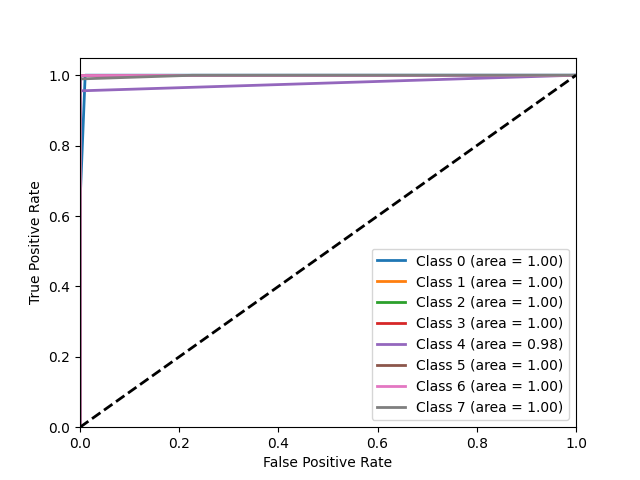 1.0
0.8
0.6
0.4
0.2
0.0
True Positive Rate
Class 0 (area = 1.00)
Class 1 (area = 1.00)
Class 2 (area = 1.00)
Class 3 (area = 1.00)
Class 4 (area = 0.98)
Class 5 (area = 1.00)
Class 6 (area = 1.00)
Class 7 (area = 1.00)
0.0 0.2 0.4 0.6 0.8 1.0
False Positive Rate